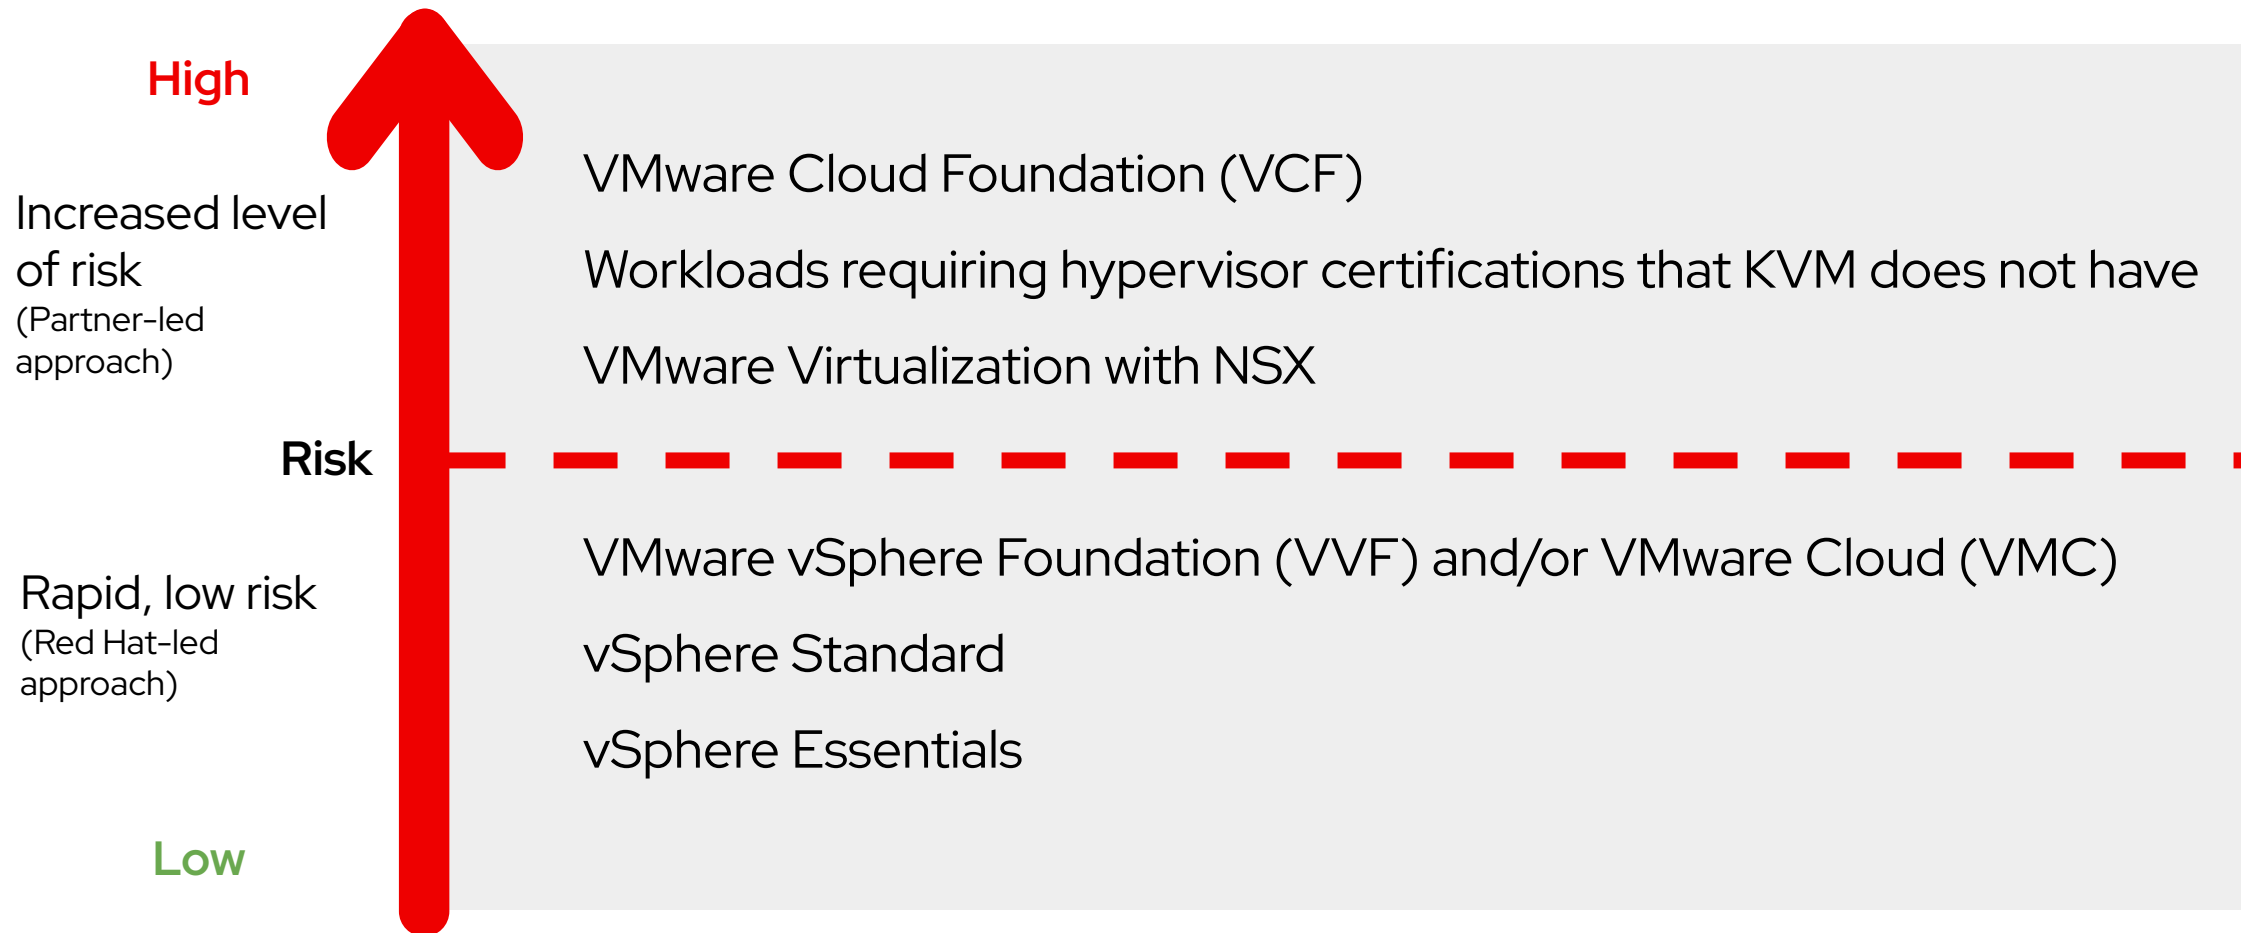 High
Increased level
of risk
(Partner-led
approach)
VMware Cloud Foundation (VCF)
Workloads requiring hypervisor certifications that KVM does not have
VMware Virtualization with NSX
Risk
Rapid, low risk
(Red Hat-led
approach)
VMware vSphere Foundation (VVF) and/or VMware Cloud (VMC)
vSphere Standard
vSphere Essentials
Low